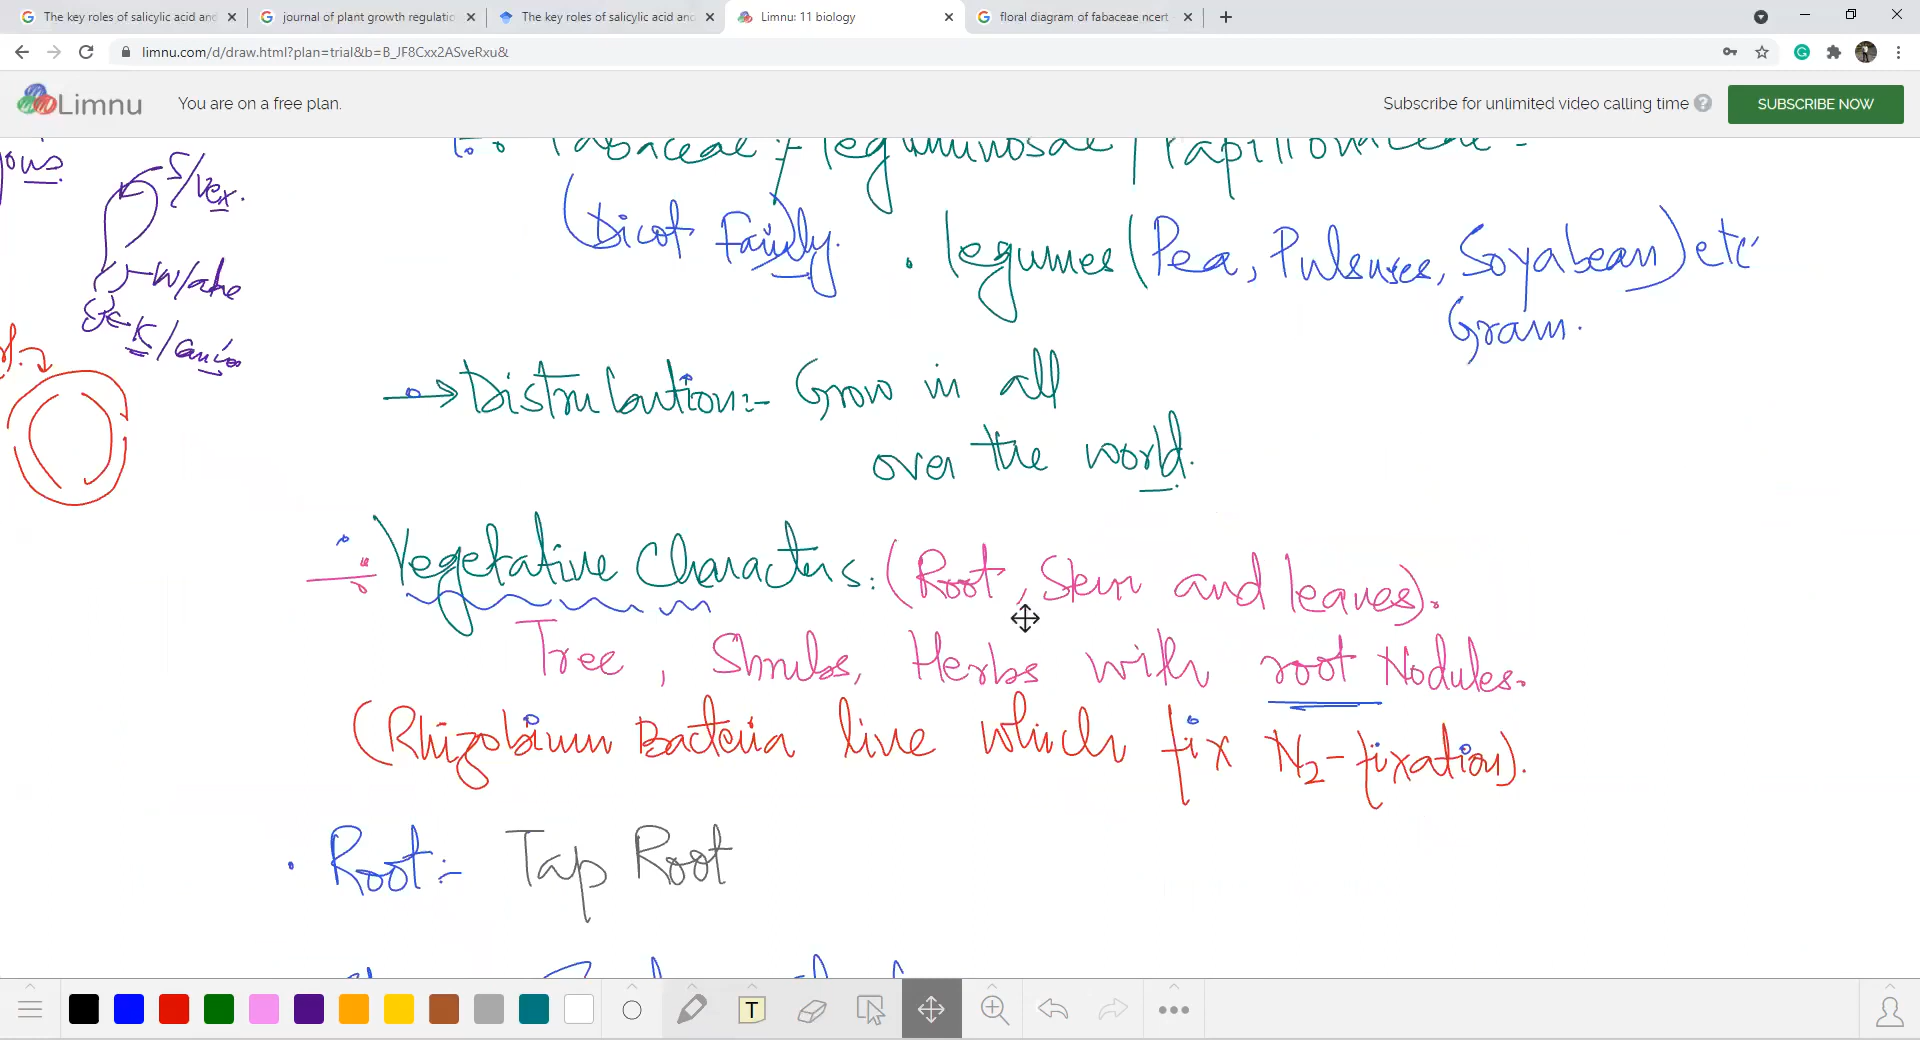 The key roles of salicylic acid and
journal of plant growth regulatio
The key roles of salicylic acid and
Limnu: 11 biology
floral diagram of fabaceae ncert
limnu.com/d/draw.html?plan=trial&b=B_JF8Cxx2ASveRxu&
Limnu
You are on a free plan.
Subscribe for unlimited video calling time ?
SUBSCRIBE NOW
Fabaceae / leguminosae / Papilionaceae -
(Dicot Family).
• legumes (Pea, Pulsuses, Soyabean) etc
Gram.
S/Vex.
K/
→ Distribution:- Grow in all
over the world.
Vegetative Characters: (Root, Stem and leaves).
Tree, Shrubs, Herbs with root Nodules.
(Rhizobium Bacteria live which fix N2-fixation).
• Root:- Tap Root
T